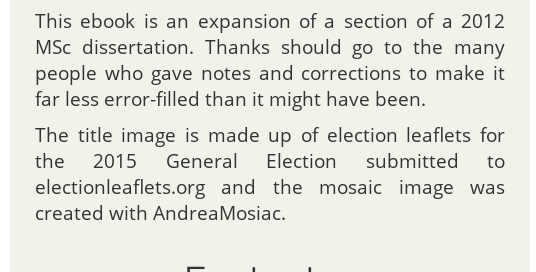 This ebook is an expansion of a section of a 2012
MSc dissertation. Thanks should go to the many
people who gave notes and corrections to make it
far less error-filled than it might have been.
The title image is made up of election leaflets for
the 2015 General Election submitted to
electionleaflets.org and the mosaic image was
created with AndreaMosiac.